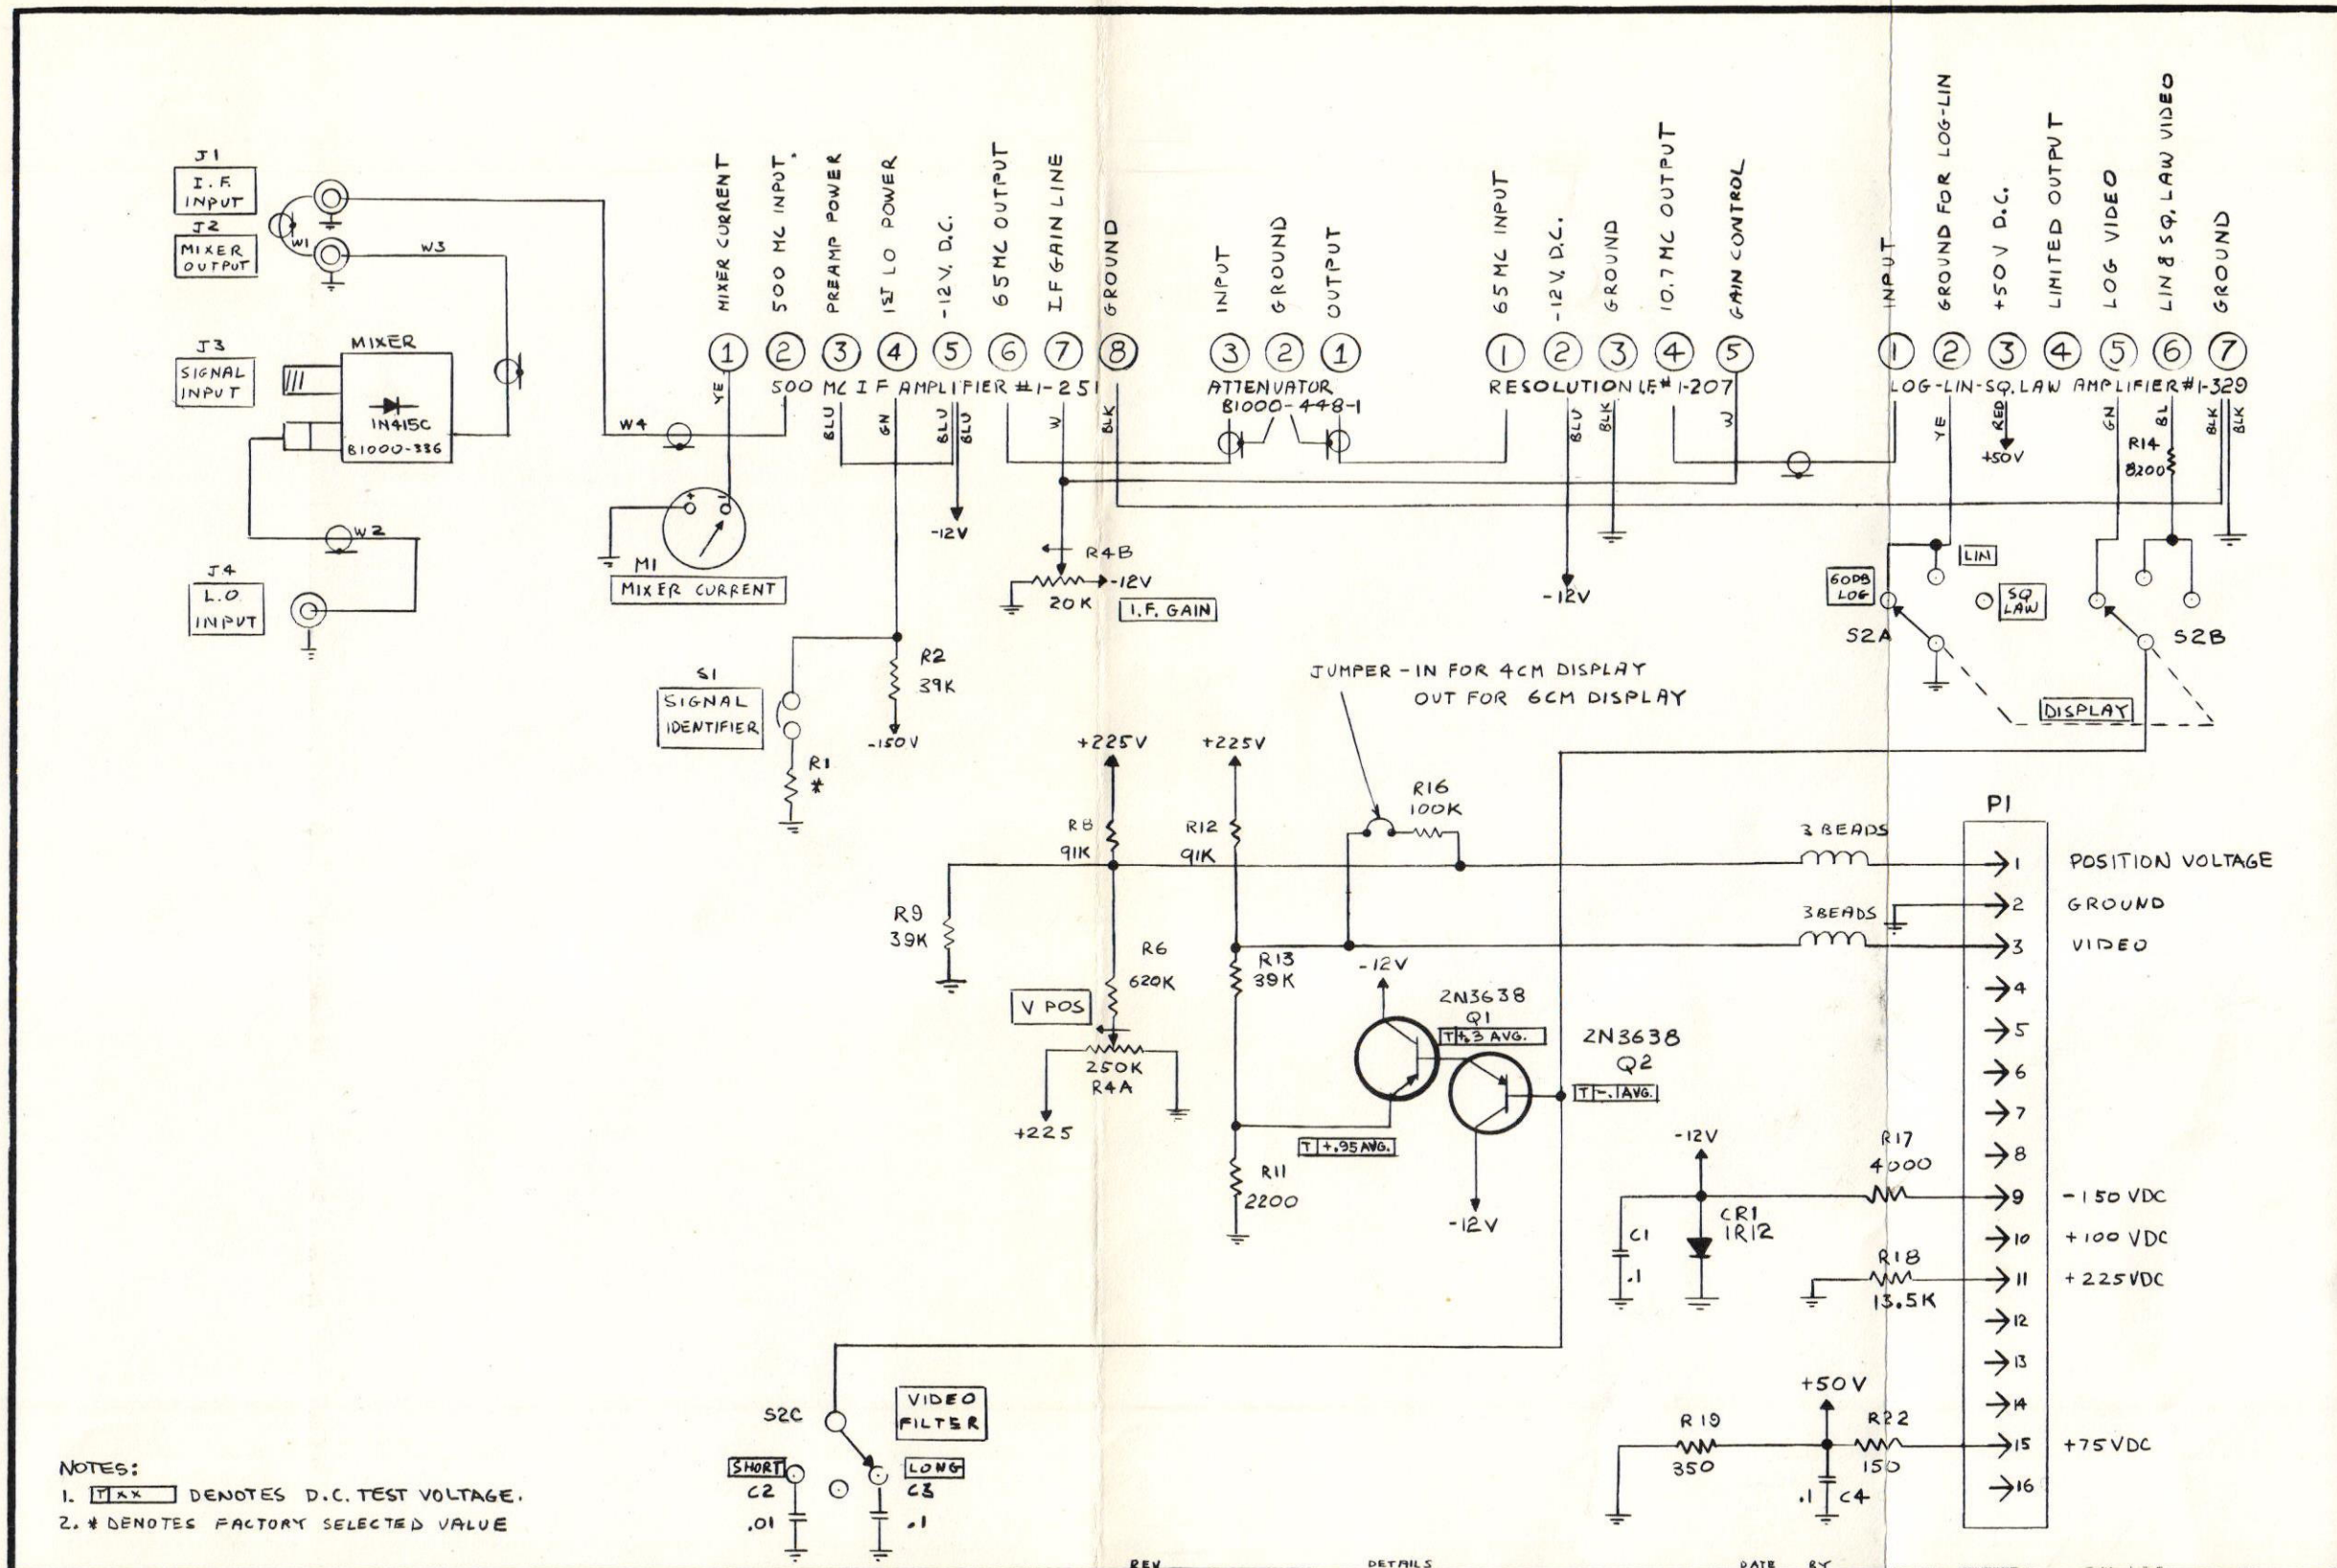 J1
I.F.
INPUT
J2
MIXER
OUTPUT
W1
W3
J3
SIGNAL
INPUT
MIXER
1N415C
B1000-336
W2
J4
L.O.
INPUT
W4
MIXER CURRENT
500 MC INPUT.
PREAMP POWER
1ST LO POWER
-12V. D.C.
65MC OUTPUT
I.F GAIN LINE
GROUND
1 2 3 4 5 6 7 8
500 MC I F AMPLIFIER #1-251
YE
BLU
GN
BLU
BLU
W
BLK
INPUT
GROUND
OUTPUT
3 2 1
ATTENUATOR
B1000-448-1
65 MC INPUT
-12V. D.C.
GROUND
10.7 MC OUTPUT
GAIN CONTROL
1 2 3 4 5
RESOLUTION I.F.# 1-207
BLU
BLK
W
INPUT
GROUND FOR LOG-LIN
+50V D.C.
LIMITED OUTPUT
LOG VIDEO
LIN & SQ. LAW VIDEO
GROUND
1 2 3 4 5 6 7
LOG-LIN-SQ.LAW AMPLIFIER #1-329
YE
RED
+50V
GN
BL
R14
8200
BLK
BLK
+ -
M1
MIXER CURRENT
-12V
R4B
-12V
20K
I.F. GAIN
-12V
LIN
60DB
LOG
SQ
LAW
S2A
S2B
DISPLAY
S1
SIGNAL
IDENTIFIER
R2
39K
-150V
R1
*
JUMPER - IN FOR 4CM DISPLAY
OUT FOR 6CM DISPLAY
+225V
+225V
R8
91K
R12
91K
R16
100K
R9
39K
R6
620K
V POS
250K
R4A
+225
R13
39K
-12V
2N3638
Q1
T +.3 AVG.
2N3638
Q2
T -.1 AVG.
T +.95 AVG.
R11
2200
-12V
3 BEADS
3 BEADS
P1
1 POSITION VOLTAGE
2 GROUND
3 VIDEO
4
5
6
7
8
9 -150 VDC
10 +100 VDC
11 +225VDC
12
13
14
15 +75VDC
16
-12V
R17
4000
C1
.1
CR1
1R12
R18
13.5K
+50V
R19
350
R22
150
.1 C4
S2C
VIDEO
FILTER
SHORT
LONG
C2
.01
C3
.1
NOTES:
1. T XX DENOTES D.C. TEST VOLTAGE.
2. * DENOTES FACTORY SELECTED VALUE
REV DETAILS DATE BY